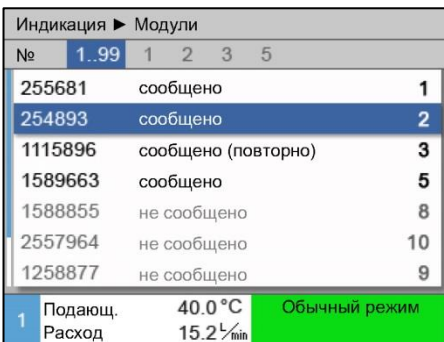 Индикация ► Модули
№ 1..99 1 2 3 5
255681 сообщено 1
254893 сообщено 2
1115896 сообщено (повторно) 3
1589663 сообщено 5
1588855 не сообщено 8
2557964 не сообщено 10
1258877 не сообщено 9
1 Подающ. 40.0 °C Обычный режим
Расход 15.2 l/min